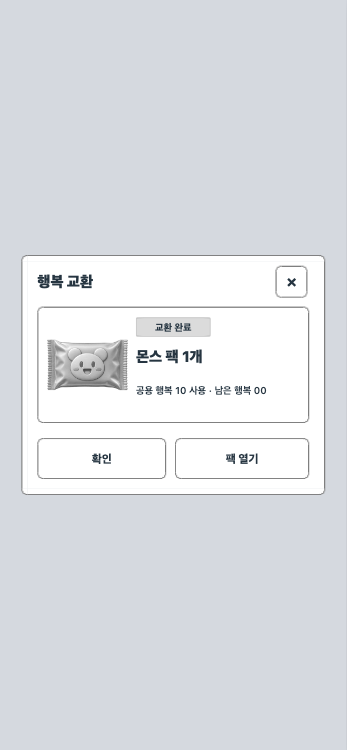 행복 교환
×
교환 완료
몬스 팩 1개
공용 행복 10 사용 · 남은 행복 00
확인
팩 열기